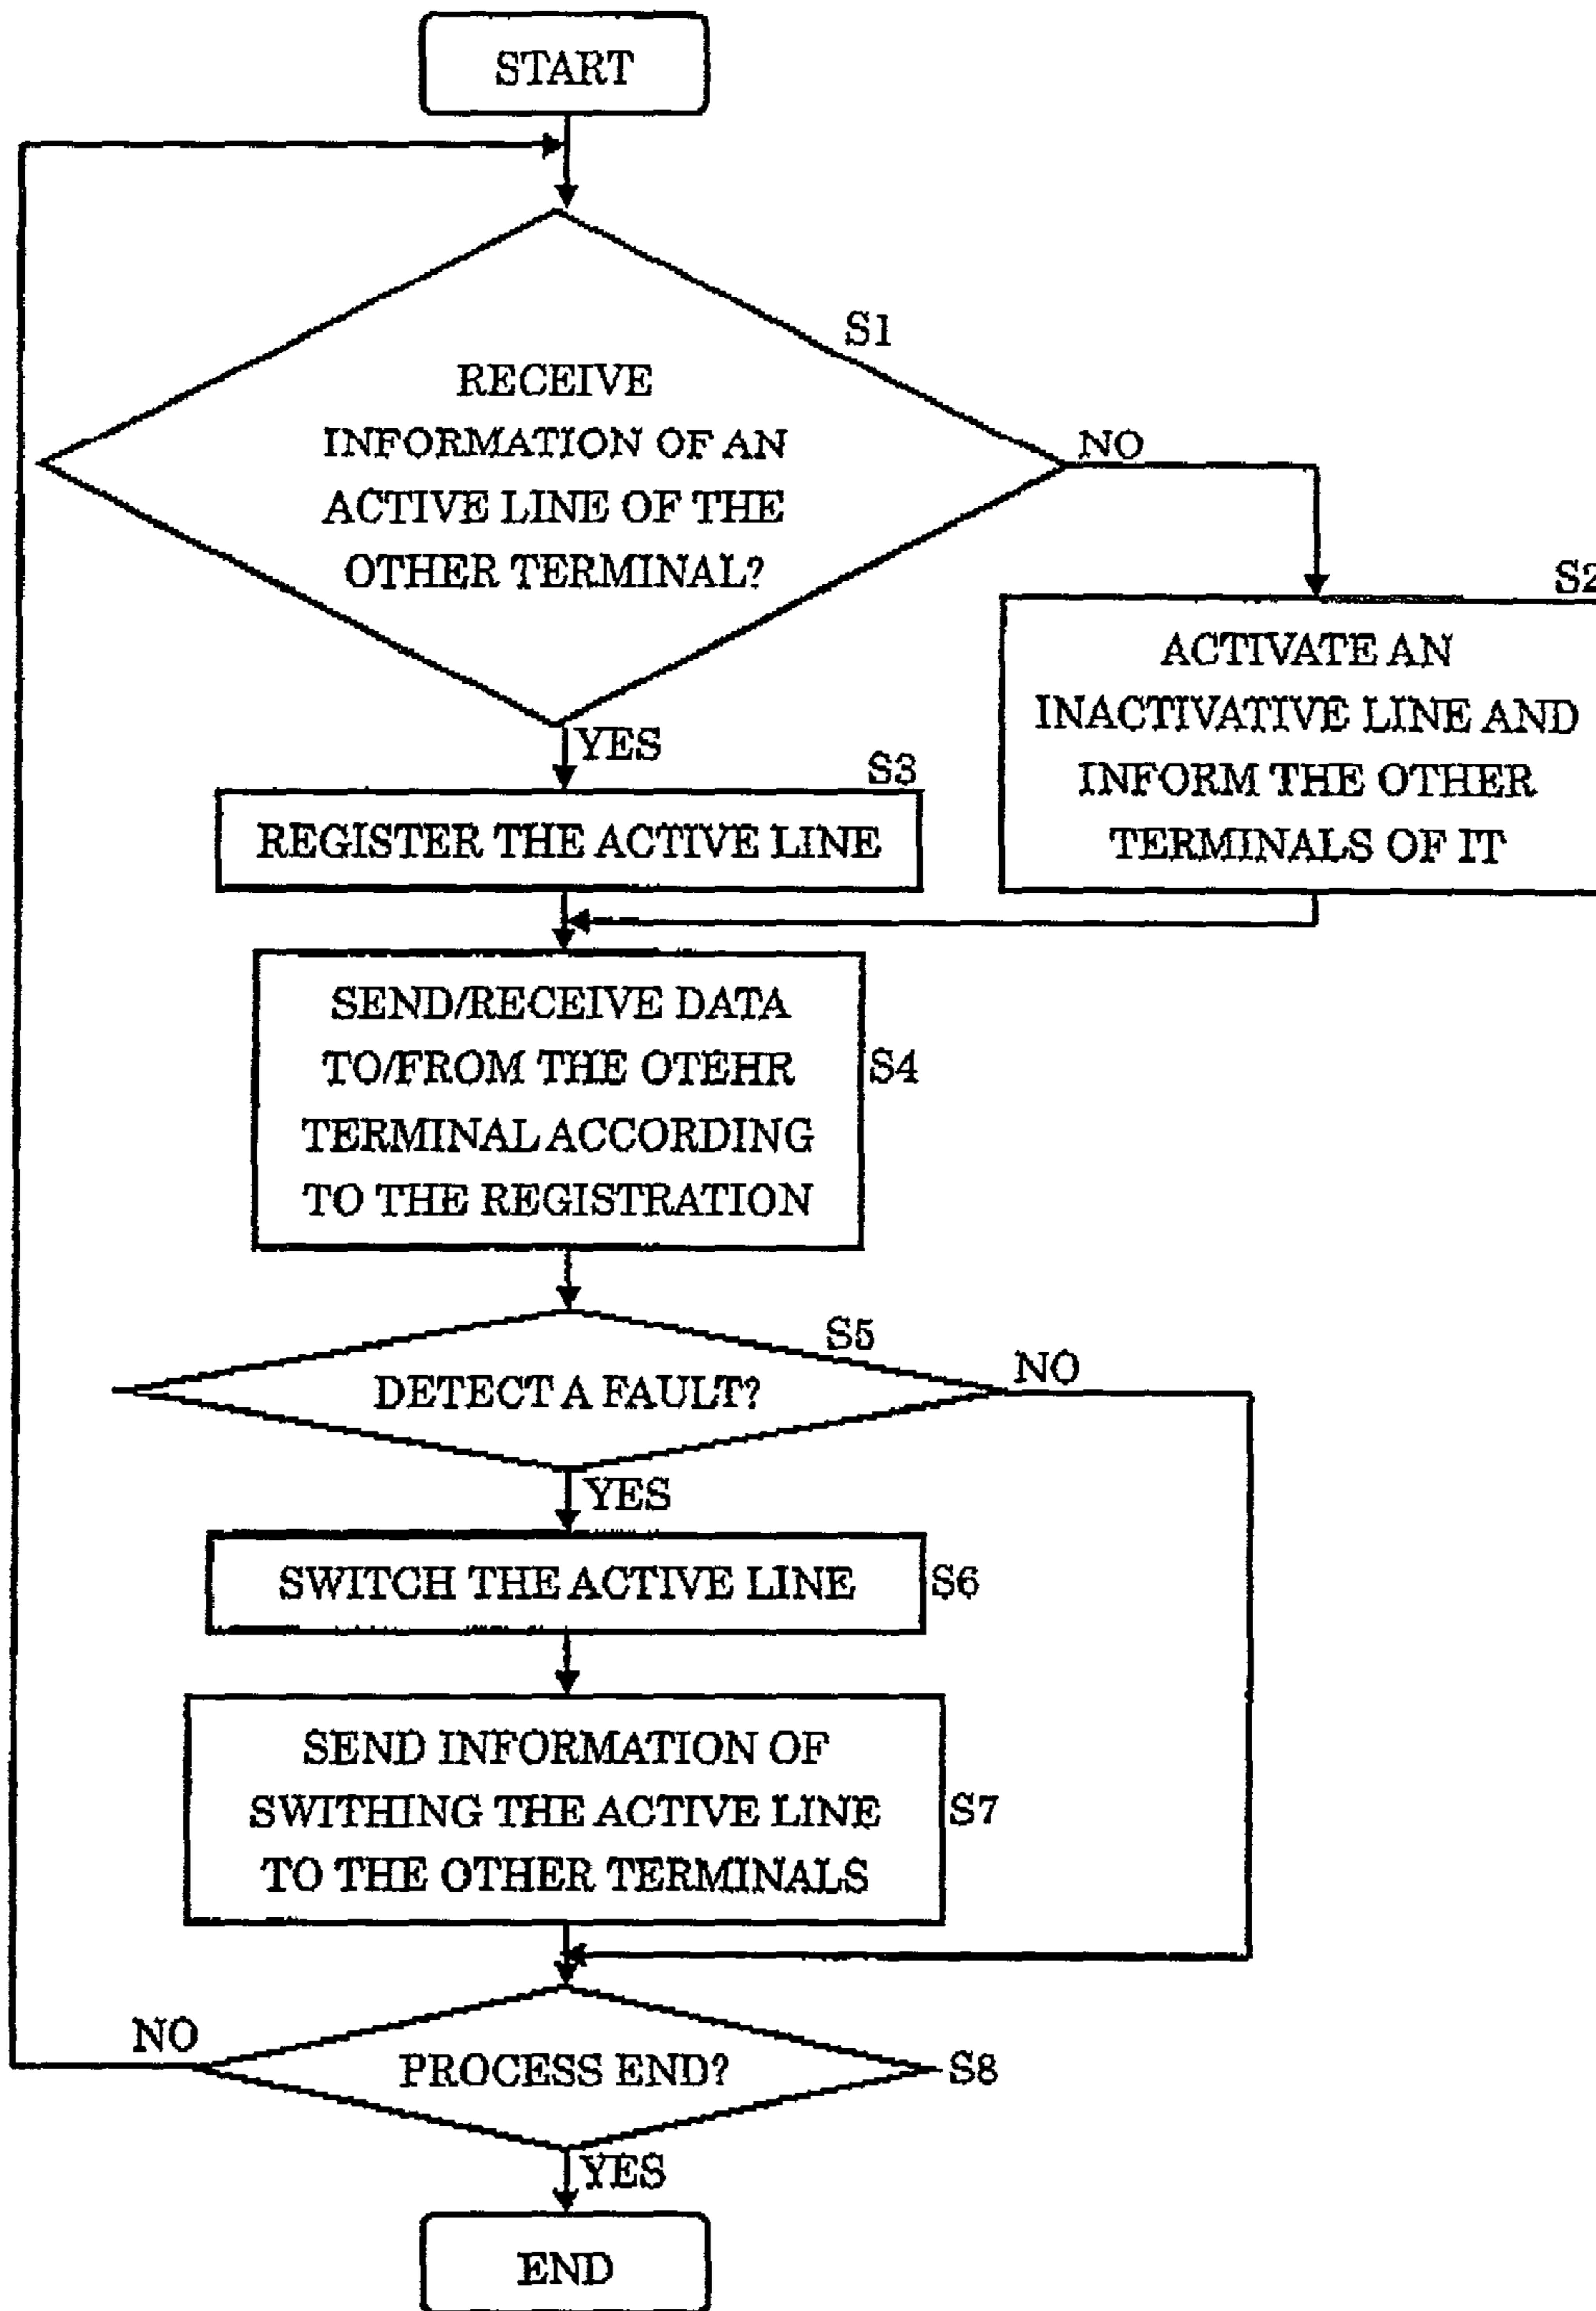 START
S1
RECEIVE
INFORMATION OF AN
ACTIVE LINE OF THE
OTHER TERMINAL?
NO
S2
ACTIVATE AN
INACTIVATIVE LINE AND
INFORM THE OTHER
TERMINALS OF IT
YES
S3
REGISTER THE ACTIVE LINE
SEND/RECEIVE DATA
TO/FROM THE OTEHR
TERMINAL ACCORDING
TO THE REGISTRATION
S4
S5
DETECT A FAULT?
NO
YES
SWITCH THE ACTIVE LINE
S6
SEND INFORMATION OF
SWITHING THE ACTIVE LINE
TO THE OTHER TERMINALS
S7
NO
PROCESS END?
S8
YES
END